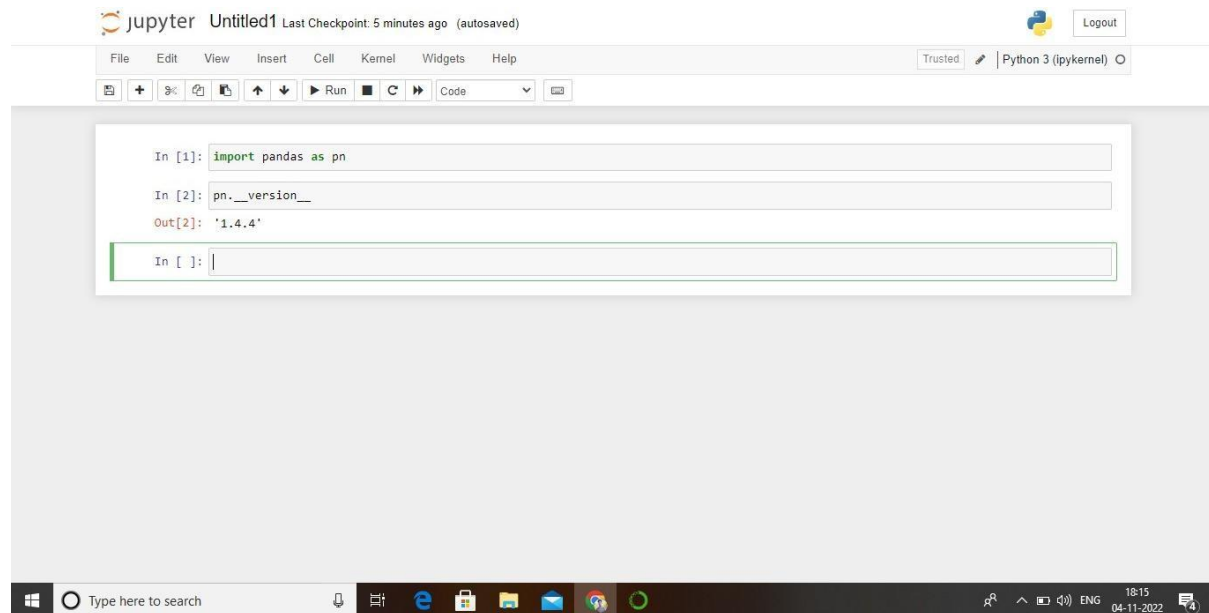 jupyter Untitled1 Last Checkpoint: 5 minutes ago (autosaved) Logout
File Edit View Insert Cell Kernel Widgets Help Trusted Python 3 (ipykernel)
Run Code
In [1]: import pandas as pn
In [2]: pn.__version__
Out[2]: '1.4.4'
In [ ]:
Type here to search ENG 18:15
04-11-2022 4